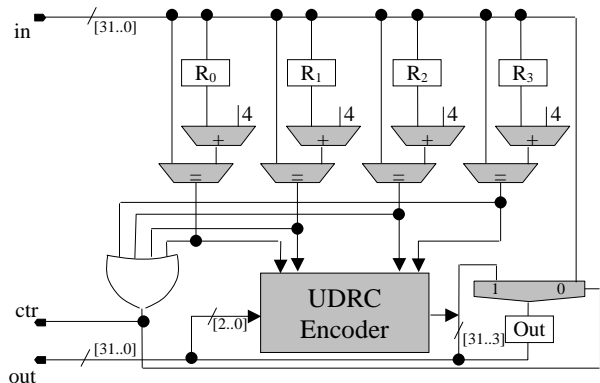 in
[31..0]
R0 R1 R2 R3
4 4 4 4
+ + + +
= = = =
UDRC
Encoder
1 0
Out
ctr
[2..0]
[31..3]
[31..0]
out